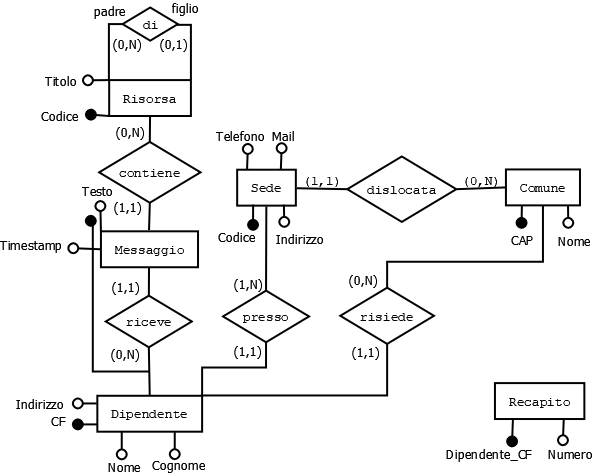 padre
figlio
di
(0,N)
(0,1)
Titolo
Risorsa
Codice
(0,N)
Telefono
Mail
contiene
(1,1)
(0,N)
Sede
dislocata
Comune
Testo
(1,1)
Codice
Indirizzo
CAP
Nome
Timestamp
Messaggio
(1,1)
(1,N)
(0,N)
riceve
presso
risiede
(0,N)
(1,1)
(1,1)
Indirizzo
CF
Dipendente
Recapito
Nome
Cognome
Dipendente_CF
Numero